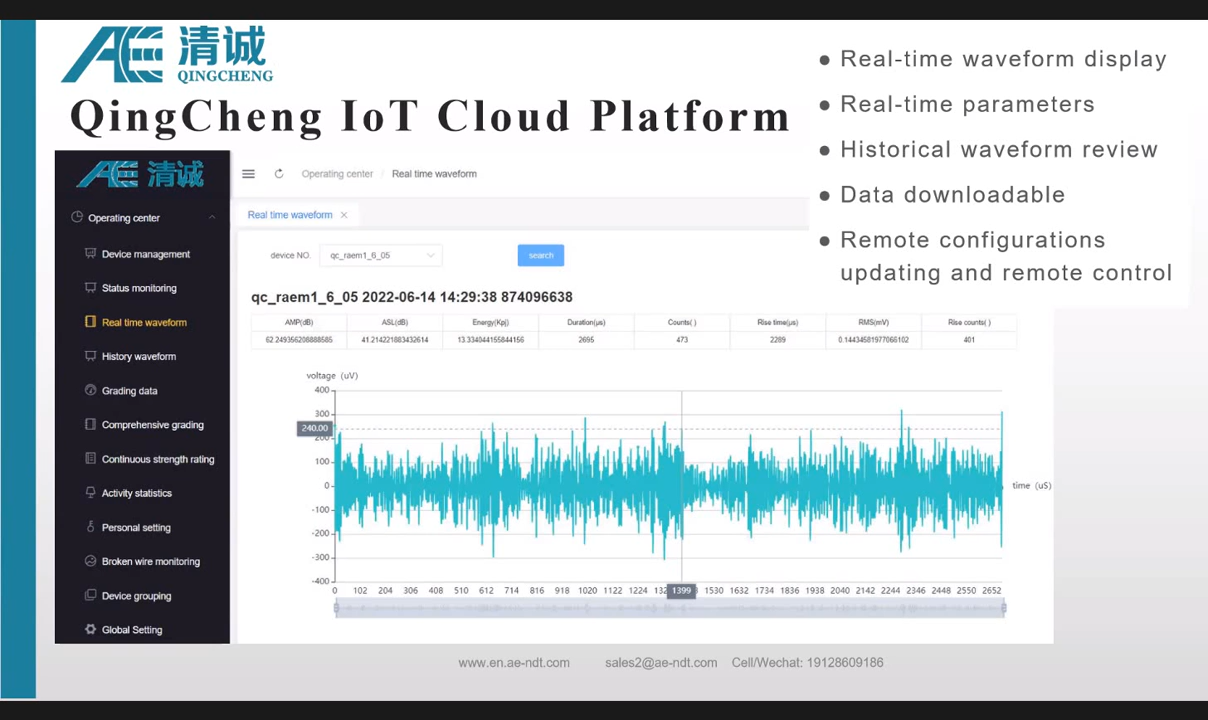 AE 清诚
QINGCHENG
QingCheng IoT Cloud Platform
● Real-time waveform display
● Real-time parameters
● Historical waveform review
● Data downloadable
● Remote configurations
updating and remote control
AE 清诚
Operating center
Device management
Status monitoring
Real time waveform
History waveform
Grading data
Comprehensive grading
Continuous strength rating
Activity statistics
Personal setting
Broken wire monitoring
Device grouping
Global Setting
Operating center / Real time waveform
Real time waveform ×
device NO. qc_raem1_6_05 search
qc_raem1_6_05 2022-06-14 14:29:38 874096638
AMP(dB) ASL(dB) Energy(Kpj) Duration(μs) Counts( ) Rise time(μs) RMS(mV) Rise counts( )
62.249356208888585 41.214221883432614 13.334044155844156 2695 473 2289 0.14434581977066102 401
voltage (uV)
400
300
240.00
200
100
0
-100
-200
-300
-400
time (uS)
0 102 204 306 408 510 612 714 816 918 1020 1122 1224 132 1399 1530 1632 1734 1836 1938 2040 2142 2244 2346 2448 2550 2652
www.en.ae-ndt.com sales2@ae-ndt.com Cell/Wechat: 19128609186